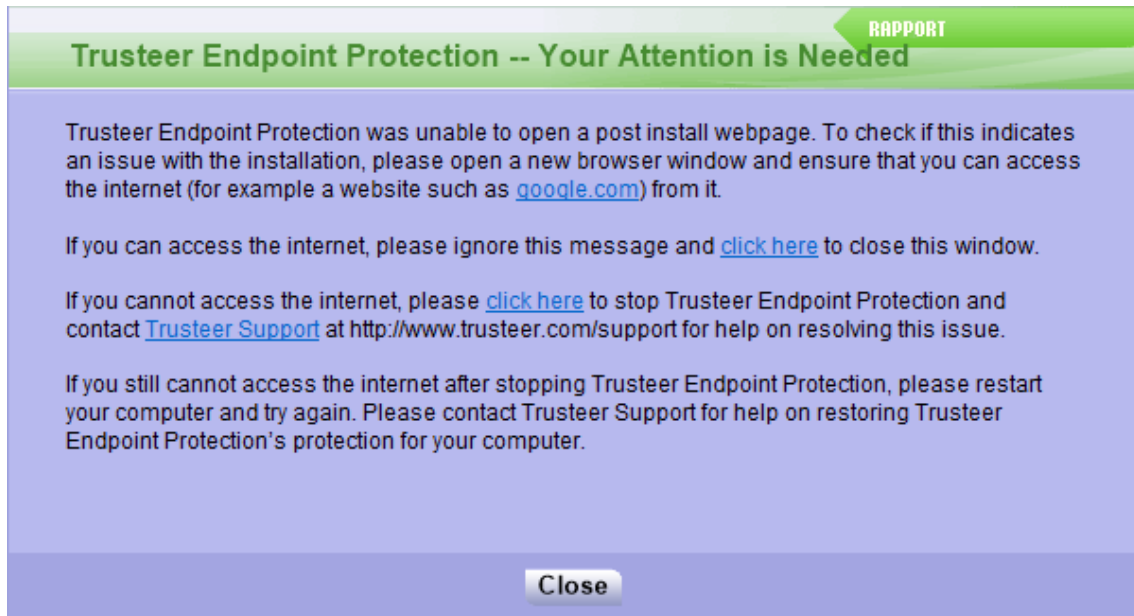 RAPPORT
Trusteer Endpoint Protection -- Your Attention is Needed
Trusteer Endpoint Protection was unable to open a post install webpage. To check if this indicates
an issue with the installation, please open a new browser window and ensure that you can access
the internet (for example a website such as google.com) from it.
If you can access the internet, please ignore this message and click here to close this window.
If you cannot access the internet, please click here to stop Trusteer Endpoint Protection and
contact Trusteer Support at http://www.trusteer.com/support for help on resolving this issue.
If you still cannot access the internet after stopping Trusteer Endpoint Protection, please restart
your computer and try again. Please contact Trusteer Support for help on restoring Trusteer
Endpoint Protection’s protection for your computer.
Close